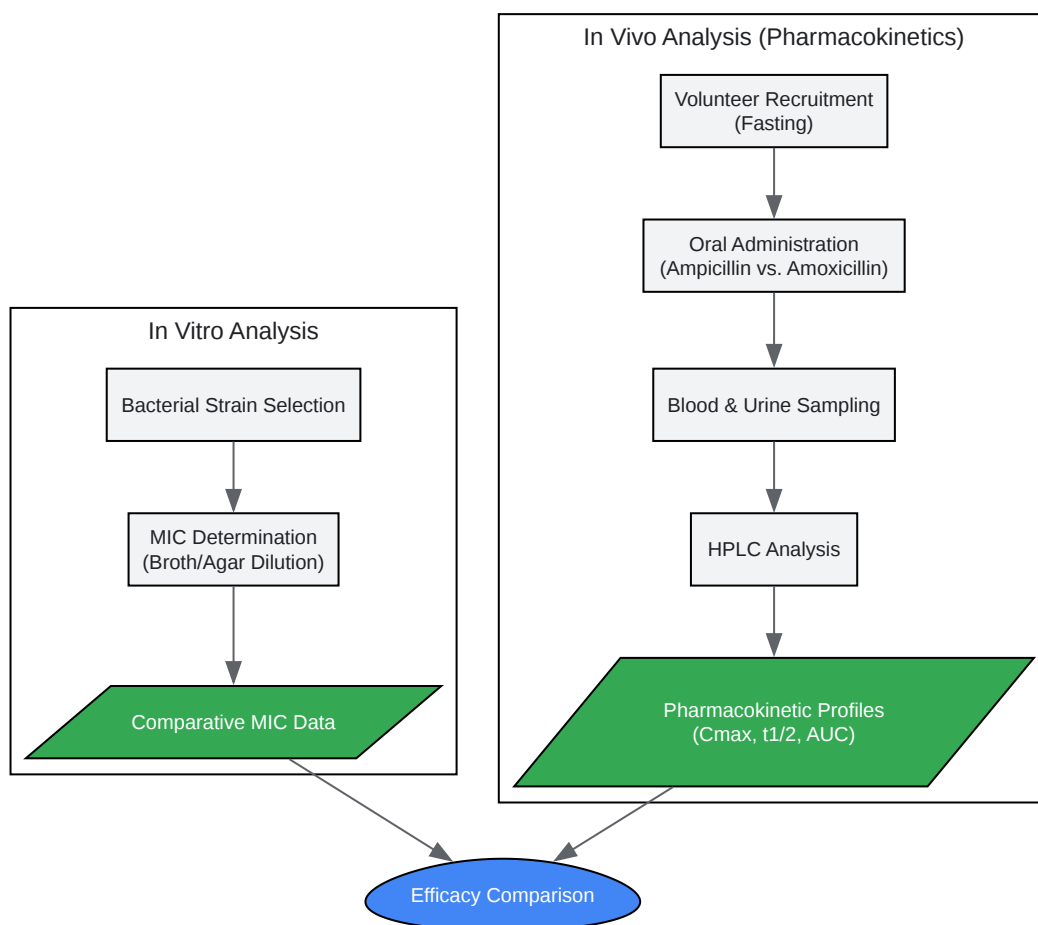 In Vivo Analysis (Pharmacokinetics)
Volunteer Recruitment
(Fasting)
Oral Administration
(Ampicillin vs. Amoxicillin)
Blood & Urine Sampling
HPLC Analysis
Pharmacokinetic Profiles
(Cmax, t1/2, AUC)
In Vitro Analysis
Bacterial Strain Selection
MIC Determination
(Broth/Agar Dilution)
Comparative MIC Data
Efficacy Comparison